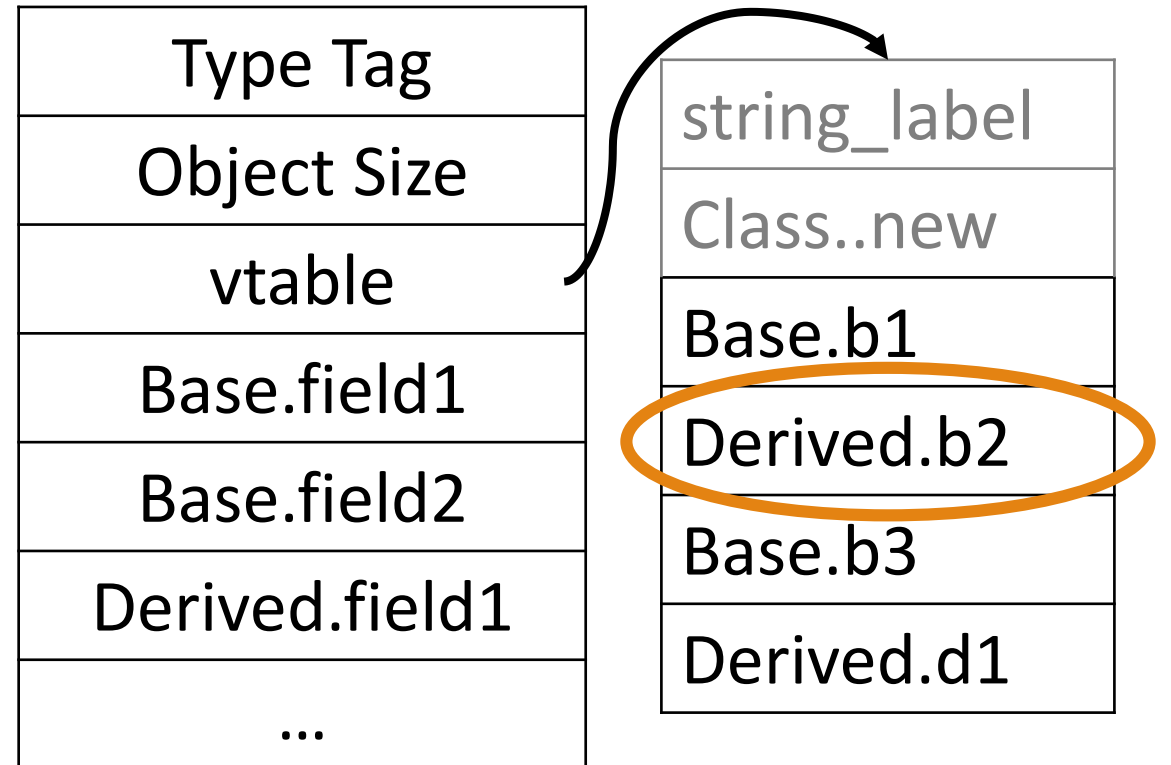 Type Tag
Object Size
vtable
Base.field1
Base.field2
Derived.field1
...
string_label
Class..new
Base.b1
Derived.b2
Base.b3
Derived.d1